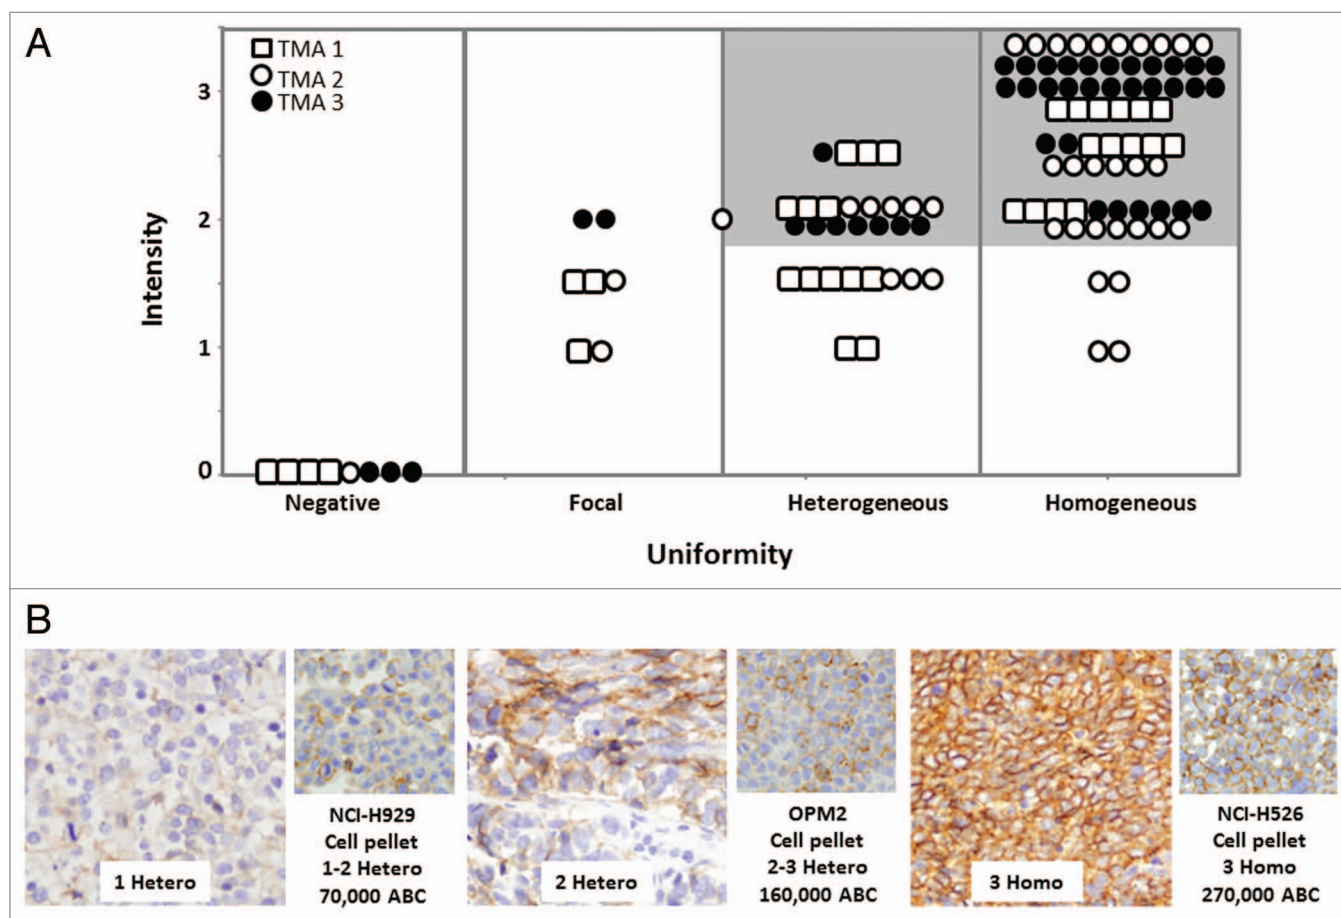 A
TMA 1
TMA 2
TMA 3
3
2
1
0
Intensity
Negative
Focal
Heterogeneous
Homogeneous
Uniformity
B
1 Hetero
NCI-H929
Cell pellet
1-2 Hetero
70,000 ABC
2 Hetero
OPM2
Cell pellet
2-3 Hetero
160,000 ABC
3 Homo
NCI-H526
Cell pellet
3 Homo
270,000 ABC